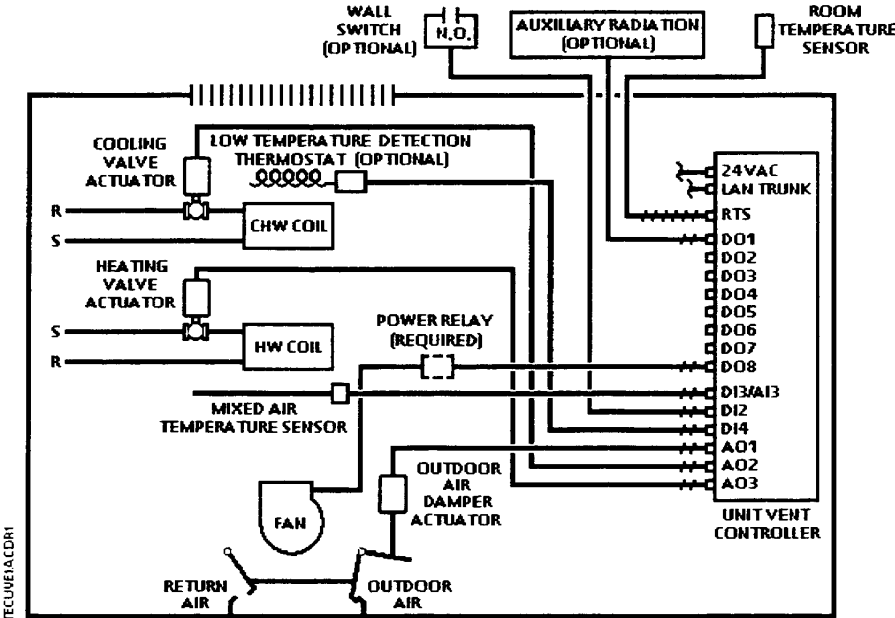 WALL
SWITCH
(OPTIONAL)
N.O.
AUXILIARY RADIATION
(OPTIONAL)
ROOM
TEMPERATURE
SENSOR
COOLING
VALVE
ACTUATOR
LOW TEMPERATURE DETECTION
THERMOSTAT (OPTIONAL)
R
S
CHW COIL
HEATING
VALVE
ACTUATOR
S
R
HW COIL
POWER RELAY
(REQUIRED)
MIXED AIR
TEMPERATURE SENSOR
24VAC
LAN TRUNK
RTS
DO1
DO2
DO3
DO4
DO5
DO6
DO7
DO8
DI3/AI3
DI2
DI4
AO1
AO2
AO3
UNIT VENT
CONTROLLER
OUTDOOR
AIR
DAMPER
ACTUATOR
FAN
RETURN
AIR
OUTDOOR
AIR
TECUVE1ACDR1